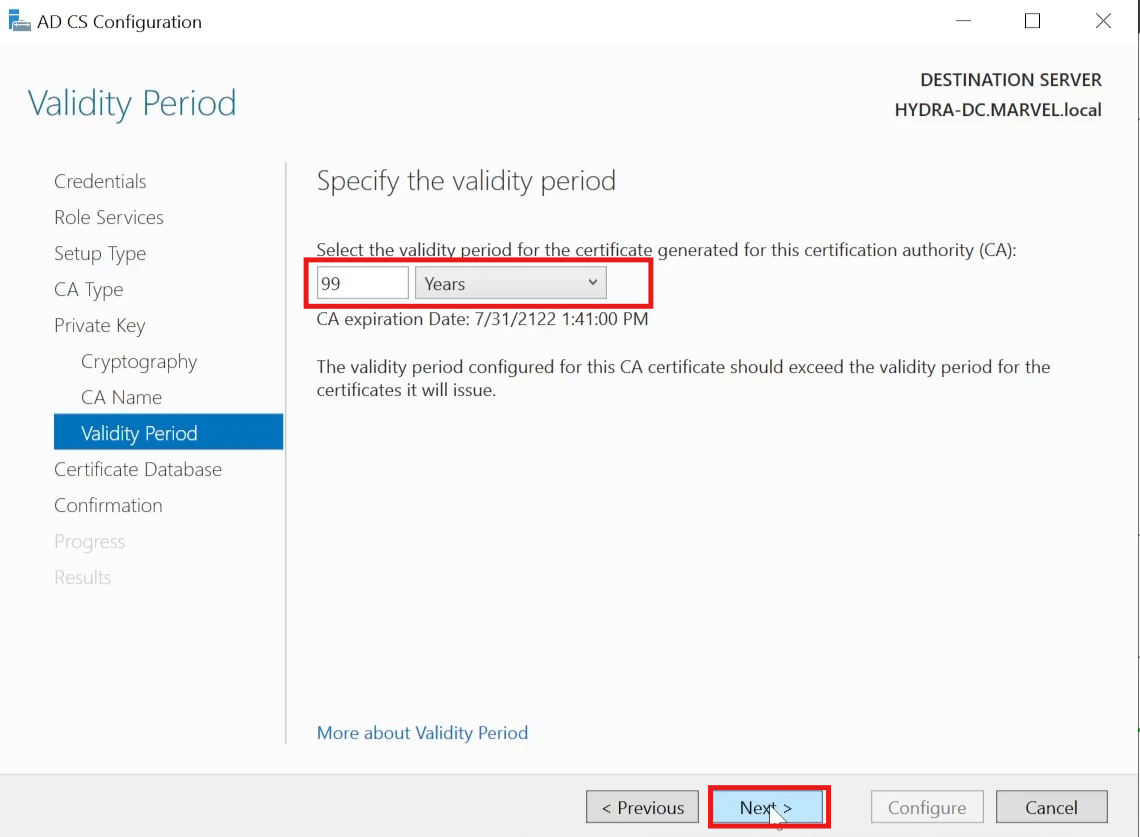 AD CS Configuration
Validity Period
DESTINATION SERVER
HYDRA-DC.MARVEL.local
Credentials
Role Services
Setup Type
CA Type
Private Key
Cryptography
CA Name
Validity Period
Certificate Database
Confirmation
Progress
Results
Specify the validity period
Select the validity period for the certificate generated for this certification authority (CA):
99 Years
CA expiration Date: 7/31/2122 1:41:00 PM
The validity period configured for this CA certificate should exceed the validity period for the
certificates it will issue.
More about Validity Period
< Previous Next > Configure Cancel